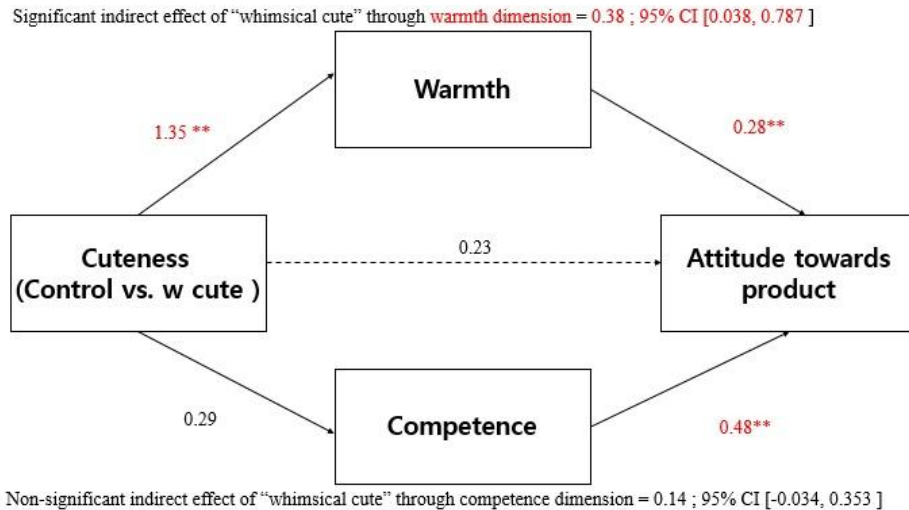 Significant indirect effect of “whimsical cute” through warmth dimension = 0.38 ; 95% CI [0.038, 0.787 ]
Warmth
1.35 **
0.28**
Cuteness
(Control vs. w cute )
0.23
Attitude towards
product
0.29
Competence
0.48**
Non-significant indirect effect of “whimsical cute” through competence dimension = 0.14 ; 95% CI [-0.034, 0.353 ]